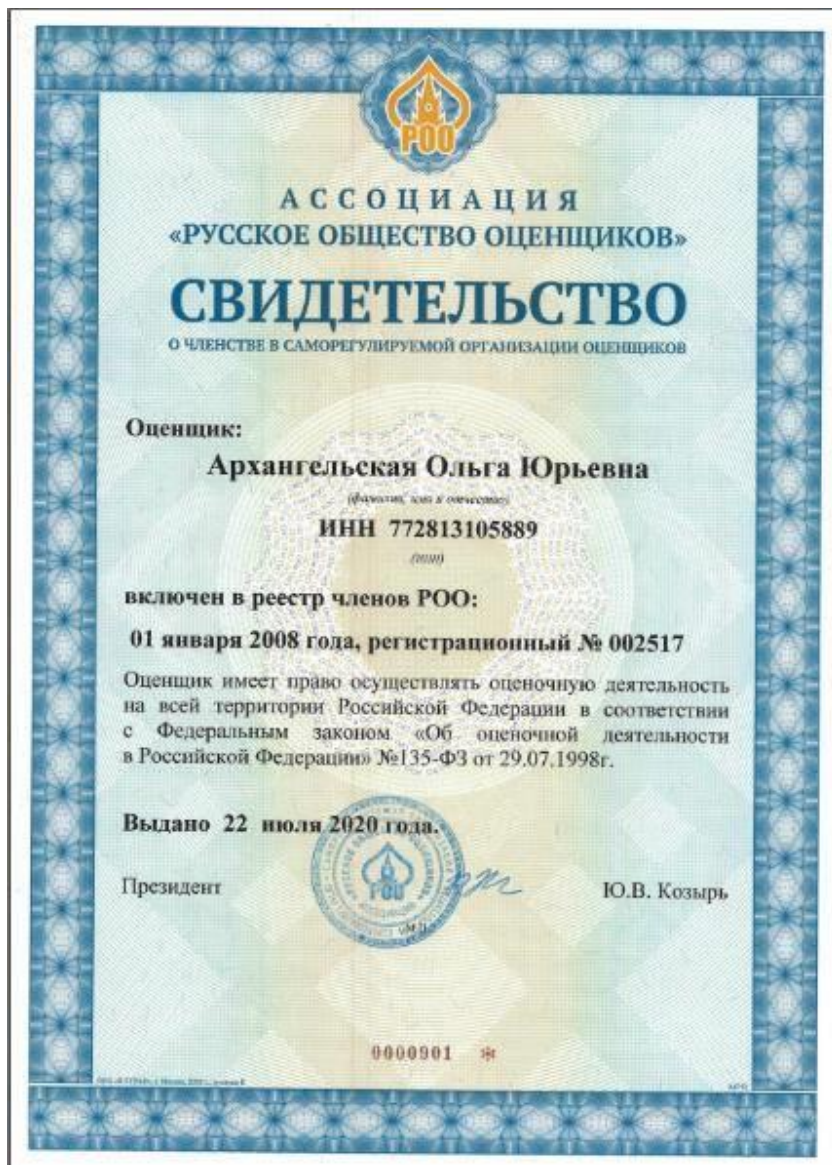 РОО
АССОЦИАЦИЯ
«РУССКОЕ ОБЩЕСТВО ОЦЕНЩИКОВ»
СВИДЕТЕЛЬСТВО
О ЧЛЕНСТВЕ В САМОРЕГУЛИРУЕМОЙ ОРГАНИЗАЦИИ ОЦЕНЩИКОВ
Оценщик:
Архангельская Ольга Юрьевна
(фамилия, имя и отчество)
ИНН 772813105889
(ИНН)
включен в реестр членов РОО:
01 января 2008 года, регистрационный № 002517
Оценщик имеет право осуществлять оценочную деятельность
на всей территории Российской Федерации в соответствии
с Федеральным законом «Об оценочной деятельности
в Российской Федерации» №135-ФЗ от 29.07.1998г.
Выдано 22 июля 2020 года.
РОО
Президент
Ю.В. Козырь
0000901